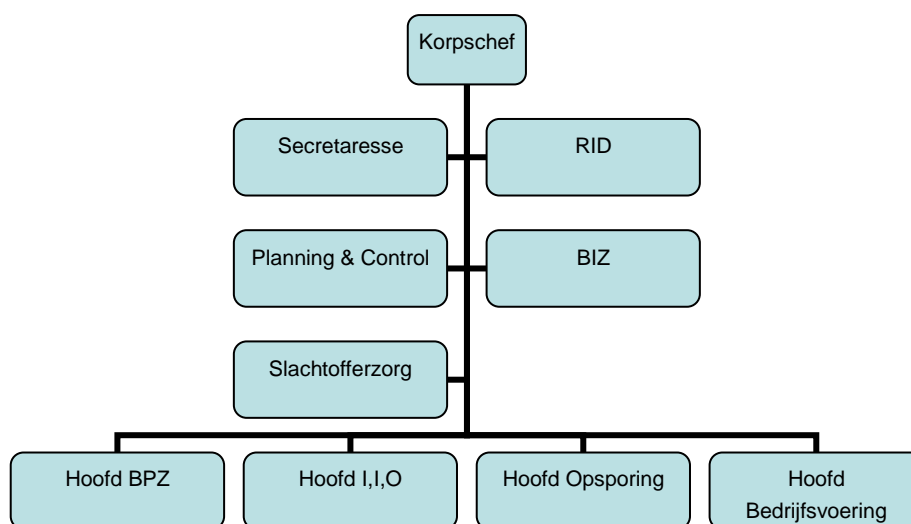 Korpschef
Secretaresse
RID
Planning & Control
BIZ
Slachtofferzorg
Hoofd BPZ
Hoofd I,I,O
Hoofd Opsporing
Hoofd
Bedrijfsvoering